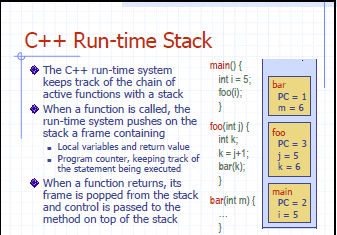 C++ Run-time Stack
The C++ run-time system
keeps track of the chain of
active functions with a stack
When a function is called, the
run-time system pushes on the
stack a frame containing
Local variables and return value
Program counter, keeping track of
the statement being executed
When a function returns, its
frame is popped from the stack
and control is passed to the
method on top of the stack
main() {
int i = 5;
foo(i);
}
foo(int j) {
int k;
k = j+1;
bar(k);
}
bar(int m) {
…
}
bar
PC = 1
m = 6
foo
PC = 3
j = 5
k = 6
main
PC = 2
i = 5